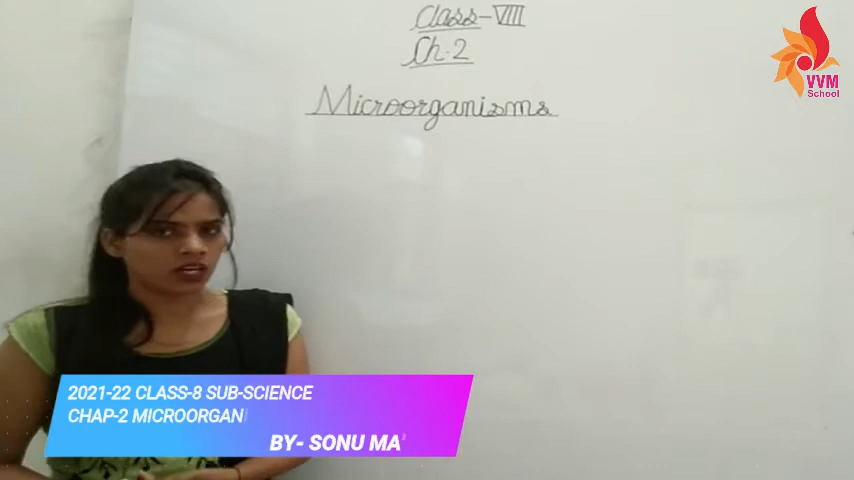 Class-VIII
Ch-2
Microorganisms
VVM
School
2021-22 CLASS-8 SUB-SCIENCE
CHAP-2 MICROORGAN
BY- SONU MA